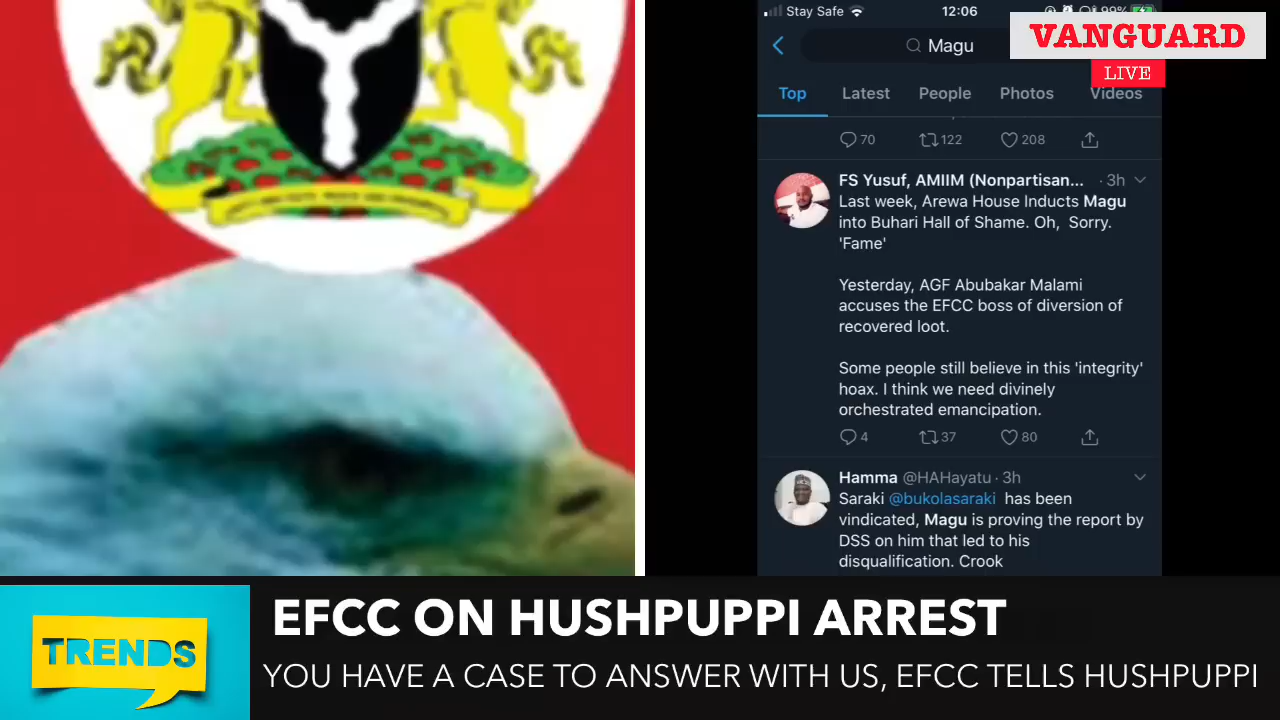 Stay Safe
12:06
99%
VANGUARD
LIVE
Magu
Top
Latest
People
Photos
Videos
70
122
208
FS Yusuf, AMIIM (Nonpartisan... · 3h
Last week, Arewa House Inducts Magu
into Buhari Hall of Shame. Oh, Sorry.
'Fame'
Yesterday, AGF Abubakar Malami
accuses the EFCC boss of diversion of
recovered loot.
Some people still believe in this 'integrity'
hoax. I think we need divinely
orchestrated emancipation.
4
37
80
Hamma @HAHayatu · 3h
Saraki @bukolasaraki has been
vindicated, Magu is proving the report by
DSS on him that led to his
disqualification. Crook
TRENDS
EFCC ON HUSHPUPPI ARREST
YOU HAVE A CASE TO ANSWER WITH US, EFCC TELLS HUSHPUPPI